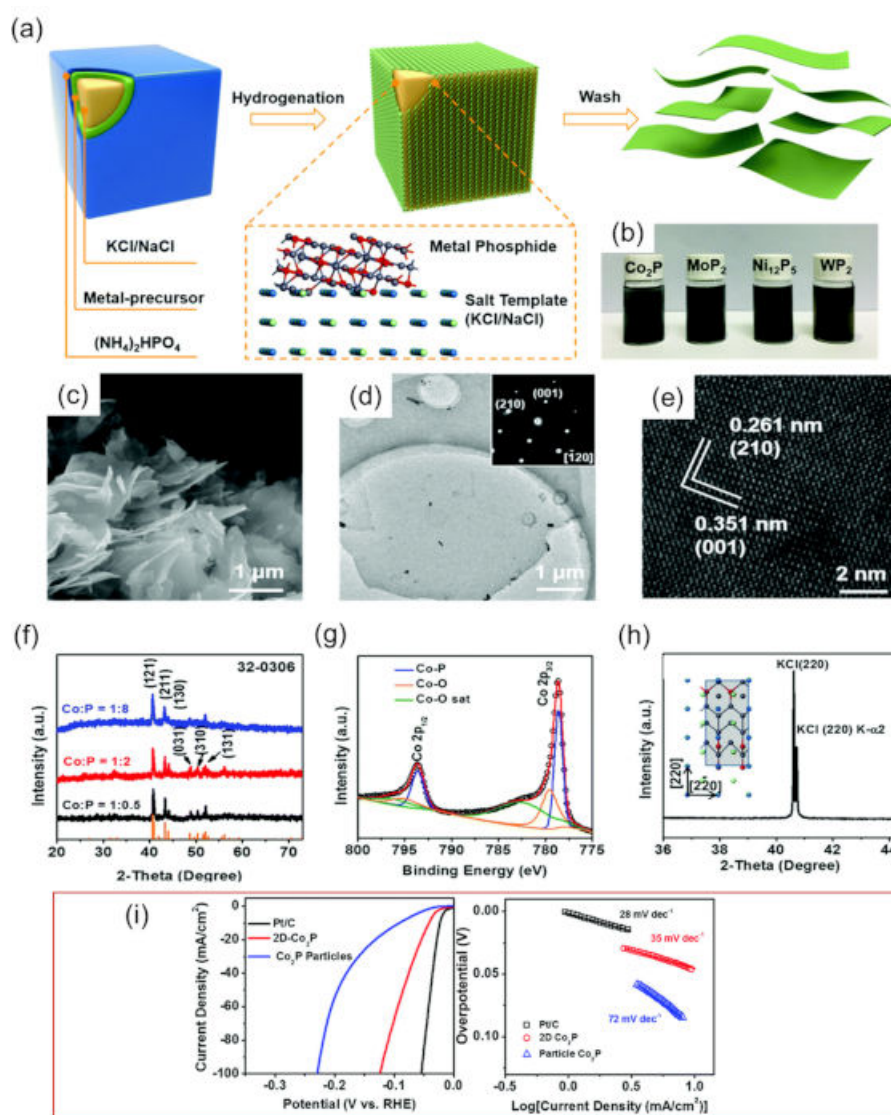 (a)
Hydrogenation
Wash
KCl/NaCl
Metal-precursor
(NH₄)₂HPO₄
Metal Phosphide
Salt Template
(KCl/NaCl)
(b)
Co₂P MoP₂ Ni₁₂P₅ WP₂
(c)
1 μm
(d)
(210)
(001)
[120]
1 μm
(e)
0.261 nm
(210)
0.351 nm
(001)
2 nm
(f)
32-0306
Co:P = 1:8
(121)
(211)
(130)
Co:P = 1:2
(031)
(310)
(131)
Co:P = 1:0.5
Intensity (a.u.)
20 30 40 50 60 70
2-Theta (Degree)
(g)
Co-P
Co-O
Co-O sat
Co 2p₁/₂
Co 2p₃/₂
Intensity (a.u.)
800 795 790 785 780 775
Binding Energy (eV)
(h)
KCl(220)
KCl (220) K-α2
[220]
[220]
Intensity (a.u.)
36 38 40 42 44
2-Theta (Degree)
(i)
Pt/C
2D-Co₂P
Co₂P Particles
Current Density (mA/cm²)
0
-20
-40
-60
-80
-100
-0.3 -0.2 -0.1 0.0
Potential (V vs. RHE)
28 mV dec⁻¹
35 mV dec⁻¹
72 mV dec⁻¹
Pt/C
2D Co₂P
Particle Co₂P
Overpotential (V)
0.00
0.05
0.10
-0.5 0.0 0.5 1.0
Log[Current Density (mA/cm²)]